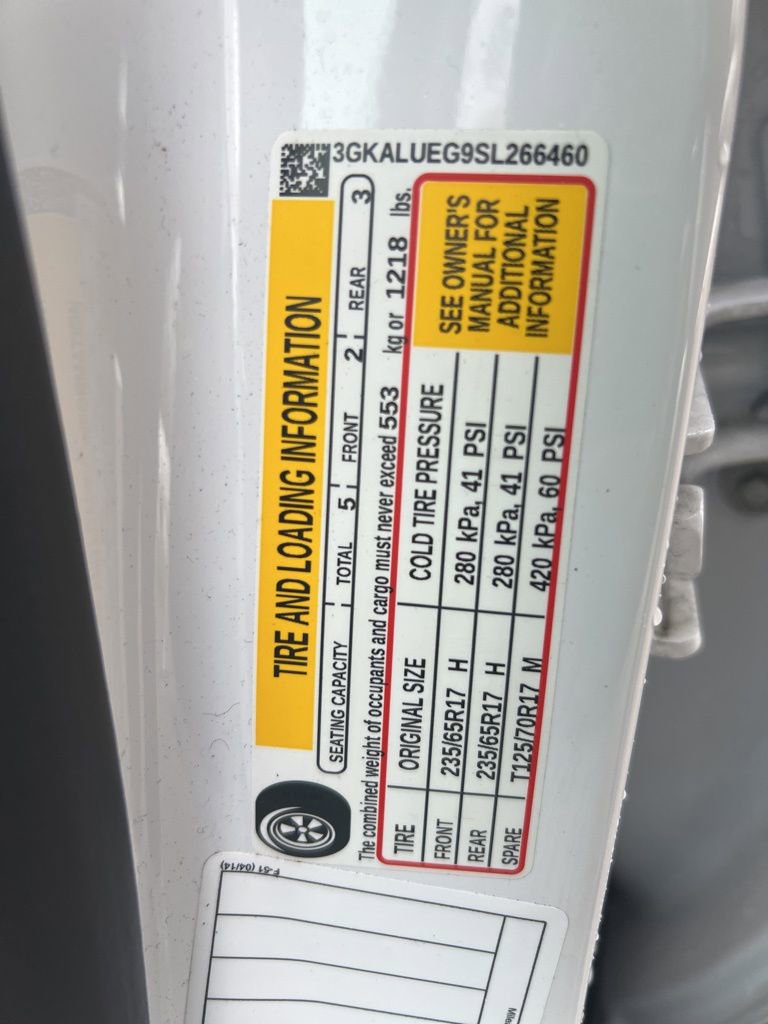 3GKALUEG9SL266460
TIRE AND LOADING INFORMATION
SEATING CAPACITY TOTAL 5 FRONT 2 REAR 3
The combined weight of occupants and cargo must never exceed 553 kg or 1218 lbs.
TIRE ORIGINAL SIZE COLD TIRE PRESSURE
FRONT 235/65R17 H 280 kPa, 41 PSI
REAR 235/65R17 H 280 kPa, 41 PSI
SPARE T125/70R17 M 420 kPa, 60 PSI
SEE OWNER'S
MANUAL FOR
ADDITIONAL
INFORMATION
F-51 (04/14)